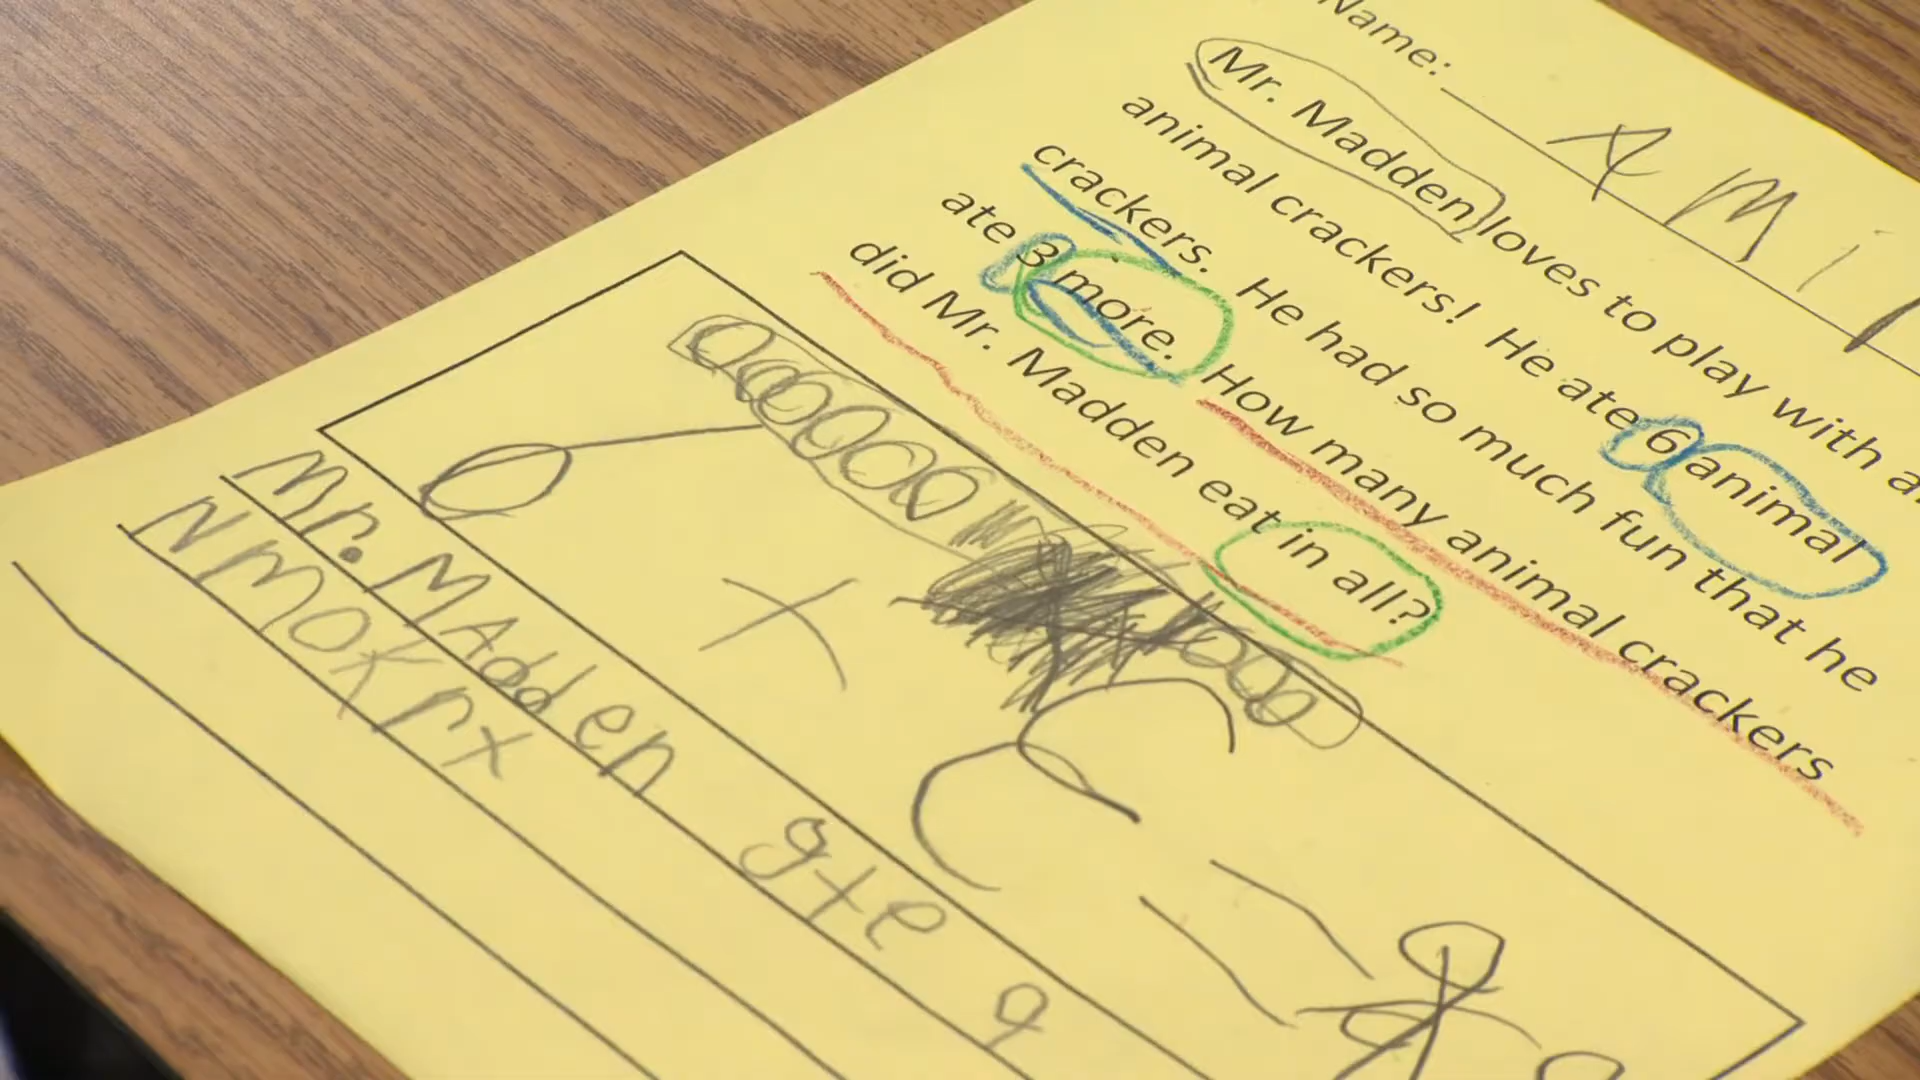 Name: Ami
Mr. Madden loves to play with
animal crackers! He ate 6 animal
crackers. He had so much fun that he
ate 3 more. How many animal crackers
did Mr. Madden eat in all?
+
3
=
Mr. Madden ate 9